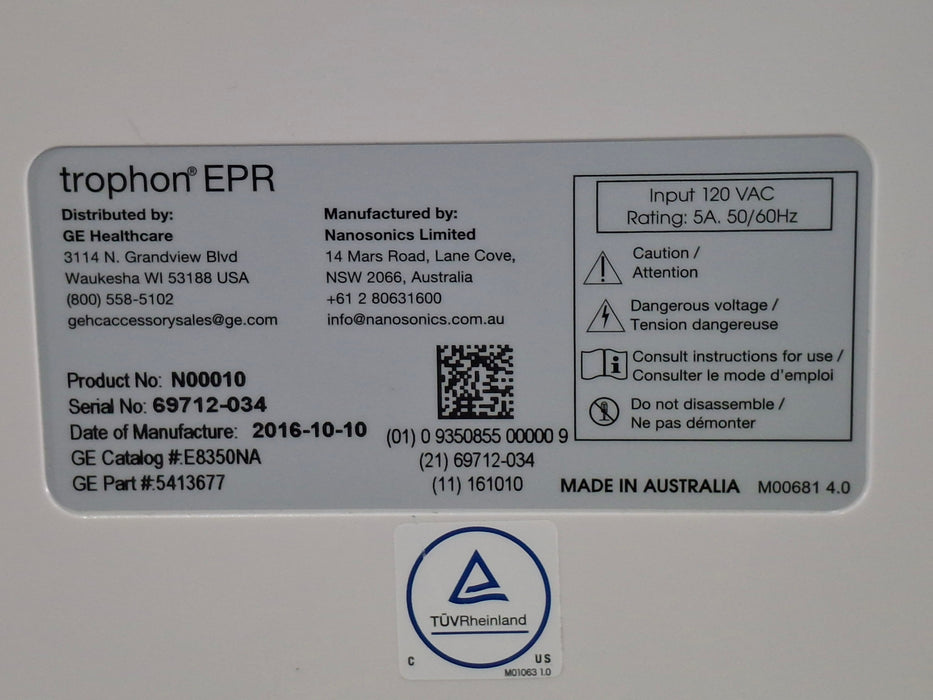 trophon® EPR
Distributed by:
GE Healthcare
3114 N. Grandview Blvd
Waukesha WI 53188 USA
(800) 558-5102
gehcaccessorysales@ge.com
Manufactured by:
Nanosonics Limited
14 Mars Road, Lane Cove,
NSW 2066, Australia
+61 2 80631600
info@nanosonics.com.au
Input 120 VAC
Rating: 5A. 50/60Hz
Caution /
Attention
Dangerous voltage /
Tension dangereuse
Consult instructions for use /
Consulter le mode d'emploi
Do not disassemble /
Ne pas démonter
Product No: N00010
Serial No: 69712-034
Date of Manufacture: 2016-10-10
GE Catalog #:E8350NA
GE Part #:5413677
(01) 0 9350855 00000 9
(21) 69712-034
(11) 161010
MADE IN AUSTRALIA M00681 4.0
TÜVRheinland
C US
M01063 1.0